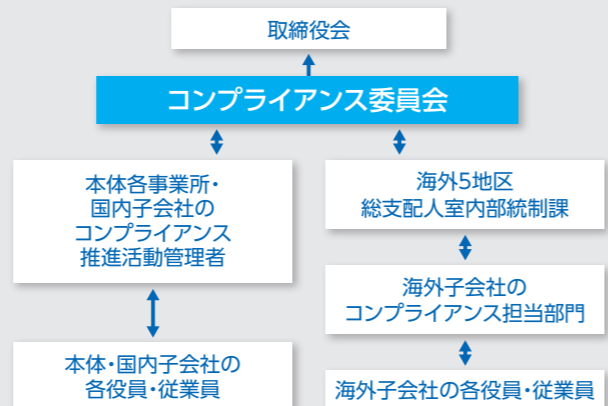 取締役会
コンプライアンス委員会
本体各事業所・
国内子会社の
コンプライアンス
推進活動管理者
本体・国内子会社の
各役員・従業員
海外5地区
総支配人室内部統制課
海外子会社の
コンプライアンス担当部門
海外子会社の各役員・従業員